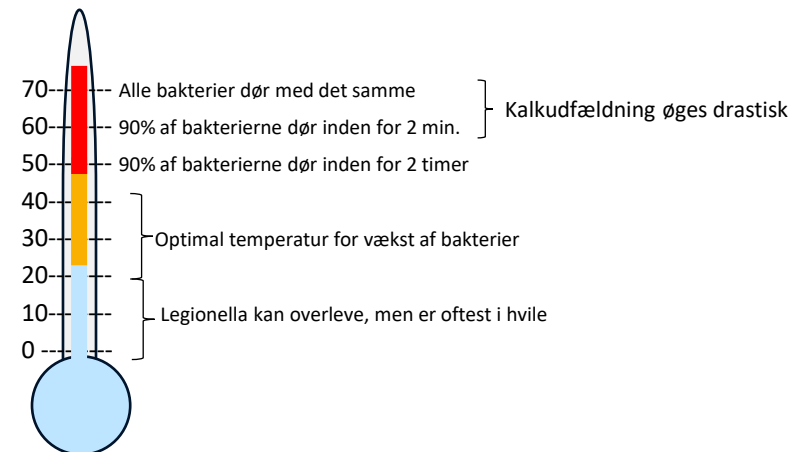 70 Alle bakterier dør med det samme
Kalkudfældning øges drastisk
60 90% af bakterierne dør inden for 2 min.
50 90% af bakterierne dør inden for 2 timer
40
30 Optimal temperatur for vækst af bakterier
20
10 Legionella kan overleve, men er oftest i hvile
0